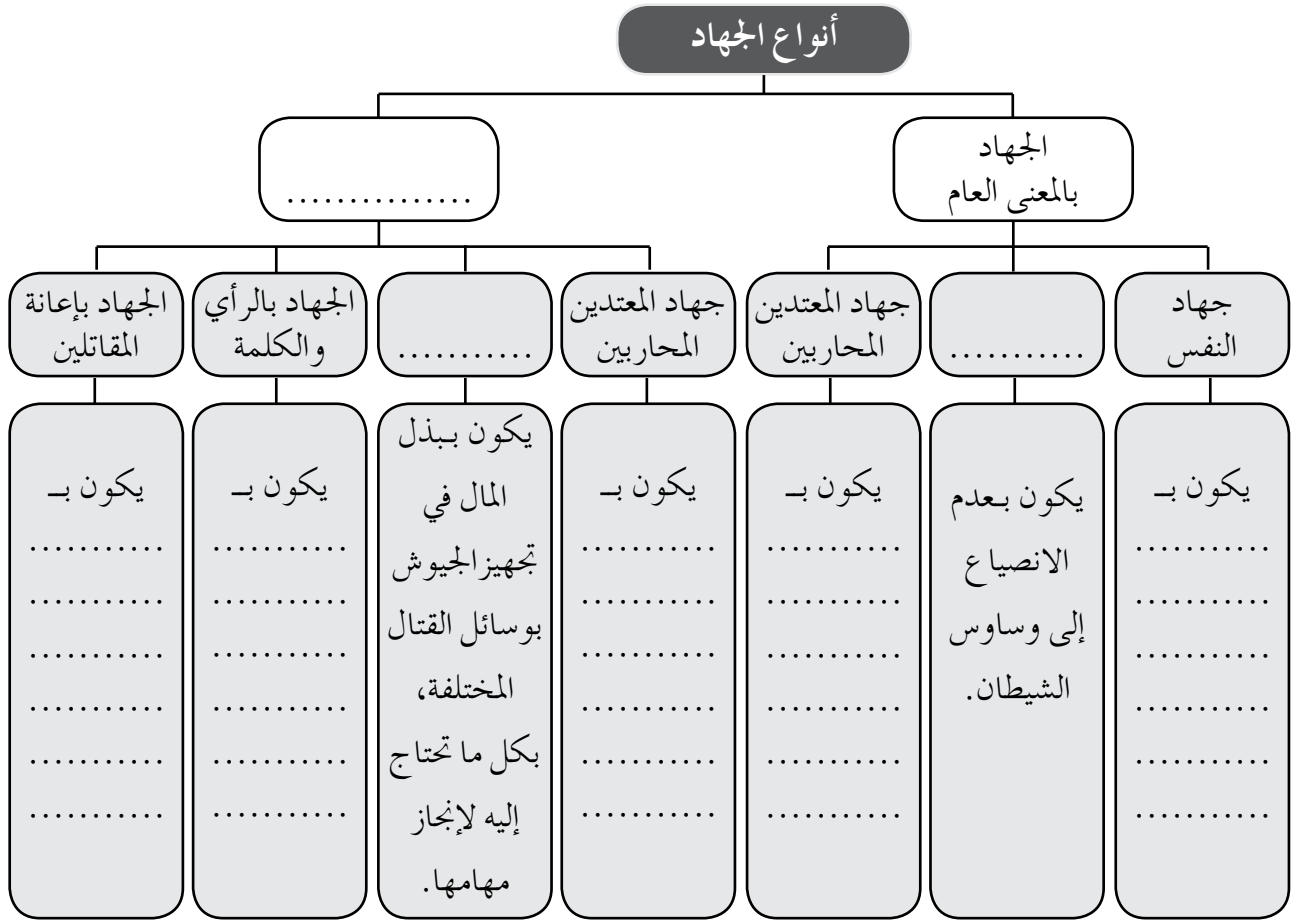 أنواع الجهاد
الجهاد
بالمعنى العام
...............
جهاد
النفس
...........
جهاد المعتدين
المحاربين
جهاد المعتدين
المحاربين
...........
الجهاد بالرأي
والكلمة
الجهاد بإعانة
المقاتلين
يكون بـ
...........
...........
...........
...........
...........
...........
يكون بعدم
الانصياع
إلى وساوس
الشيطان.
يكون بـ
...........
...........
...........
...........
...........
...........
يكون بـ
...........
...........
...........
...........
...........
...........
يكون ببذل
المال في
تجهيز الجيوش
بوسائل القتال
المختلفة،
بكل ما تحتاج
إليه لإنجاز
مهامها.
يكون بـ
...........
...........
...........
...........
...........
...........
يكون بـ
...........
...........
...........
...........
...........
...........